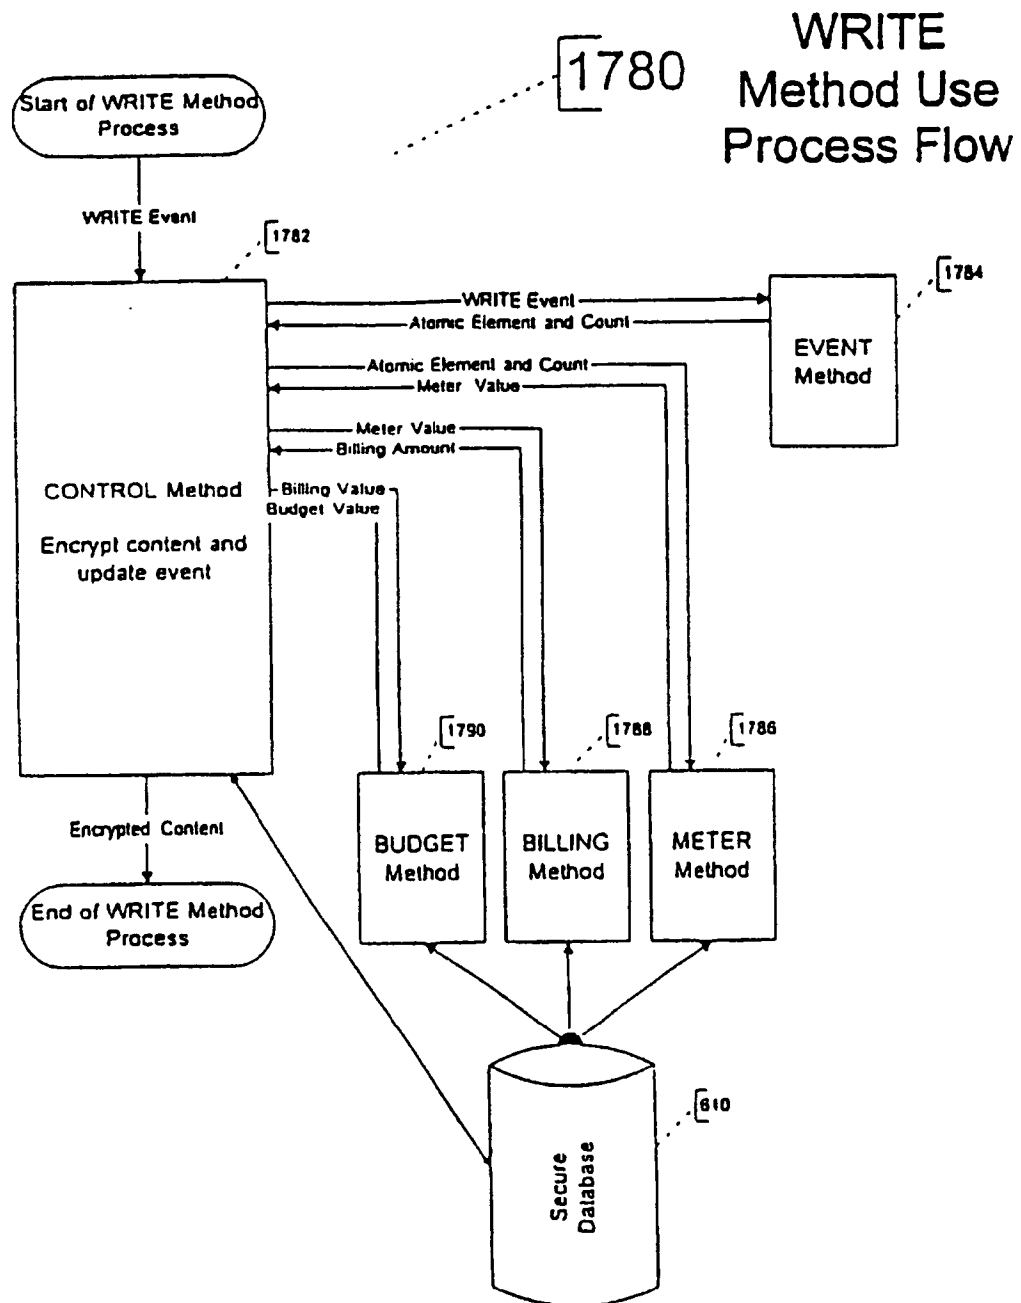 1780
WRITE
Method Use
Process Flow
Start of WRITE Method
Process
WRITE Event
1782
1784
WRITE Event
Atomic Element and Count
EVENT
Method
Atomic Element and Count
Meter Value
Meter Value
Billing Amount
CONTROL Method
Encrypt content and
update event
Billing Value
Budget Value
1790
1788
1786
Encrypted Content
BUDGET
Method
BILLING
Method
METER
Method
End of WRITE Method
Process
610
Secure
Database